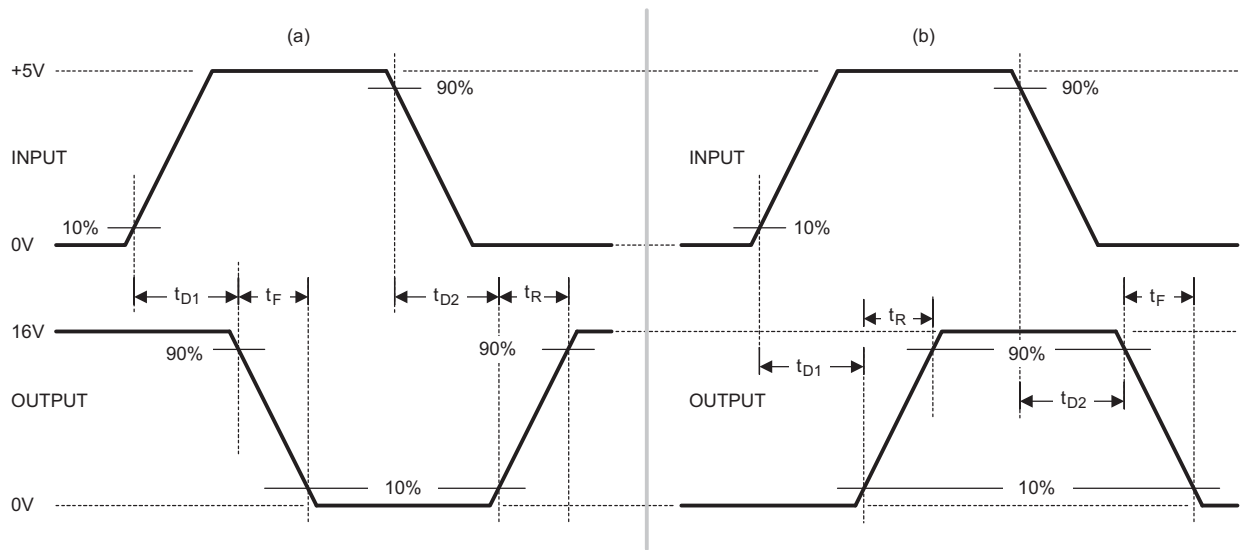 (a)
+5V
90%
INPUT
10%
0V
tD1
tF
tD2
tR
16V
90%
90%
OUTPUT
10%
0V
(b)
90%
INPUT
10%
tR
tF
90%
tD1
tD2
OUTPUT
10%